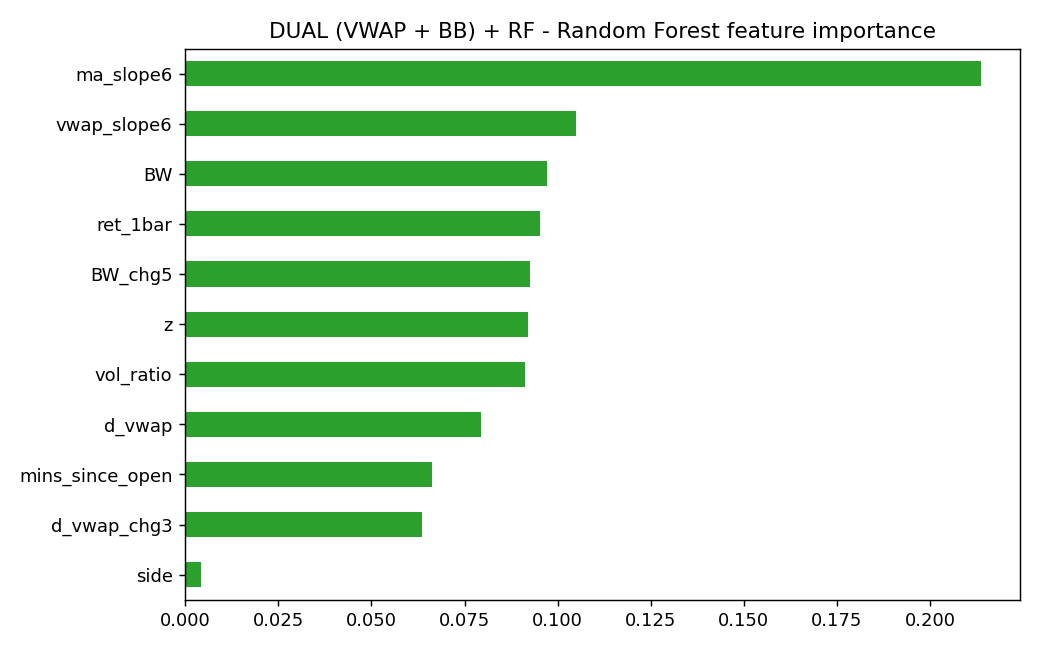 DUAL (VWAP + BB) + RF - Random Forest feature importance
ma_slope6
vwap_slope6
BW
ret_1bar
BW_chg5
z
vol_ratio
d_vwap
mins_since_open
d_vwap_chg3
side
0.000 0.025 0.050 0.075 0.100 0.125 0.150 0.175 0.200